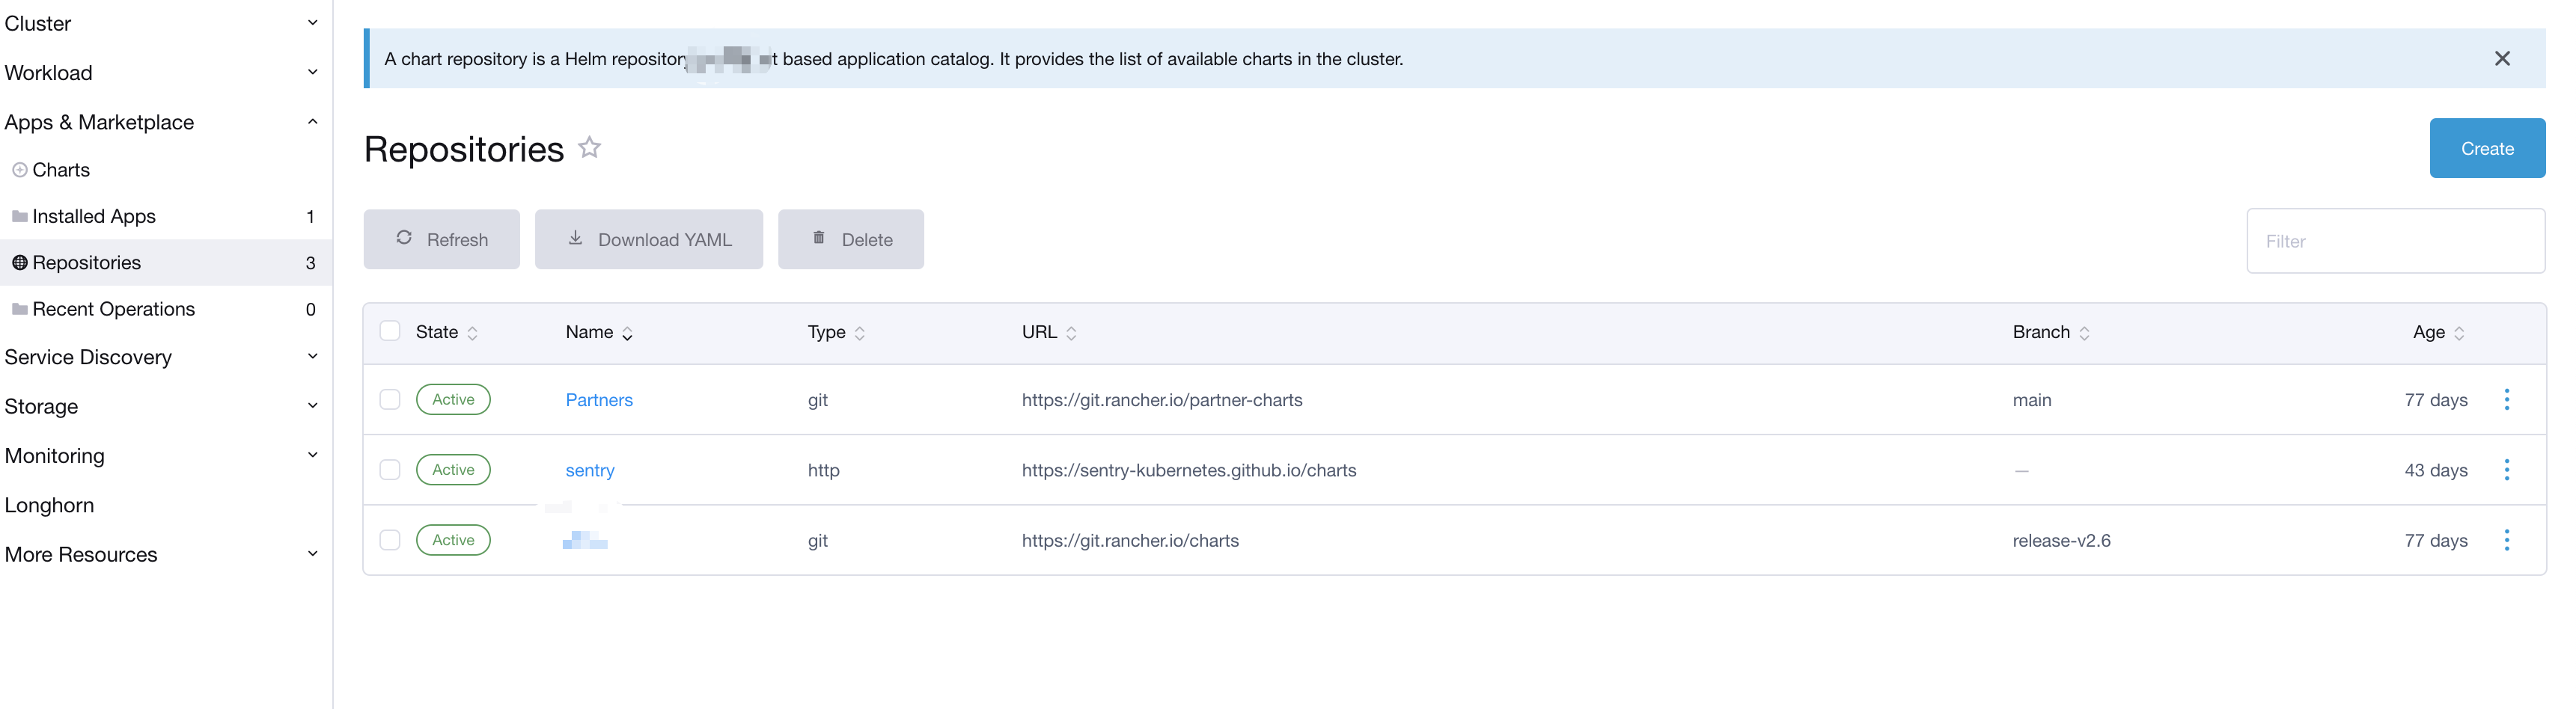 Cluster
Workload
Apps & Marketplace
Charts
Installed Apps 1
Repositories 3
Recent Operations 0
Service Discovery
Storage
Monitoring
Longhorn
More Resources
A chart repository is a Helm repository t based application catalog. It provides the list of available charts in the cluster.
Repositories
Create
Refresh Download YAML Delete
Filter
State Name Type URL Branch Age
Active Partners git https://git.rancher.io/partner-charts main 77 days
Active sentry http https://sentry-kubernetes.github.io/charts — 43 days
Active git https://git.rancher.io/charts release-v2.6 77 days